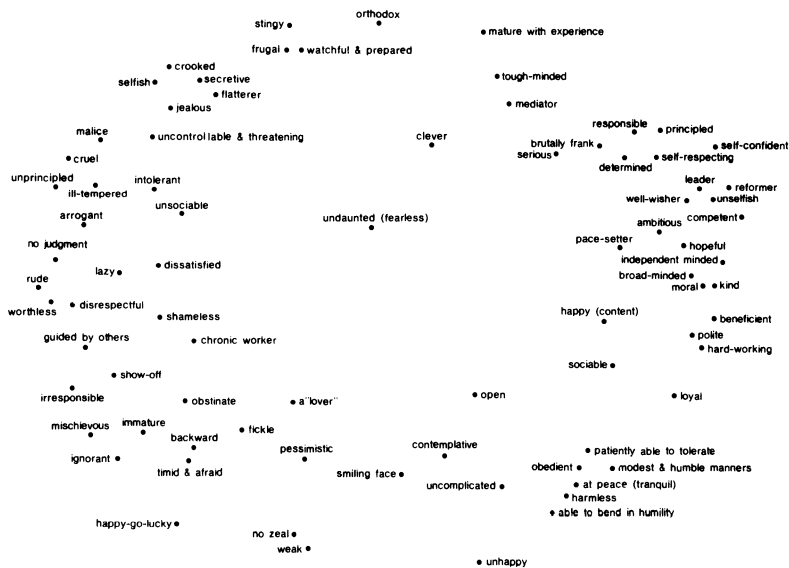 orthodox
stingy
mature with experience
frugal
watchful & prepared
crooked
tough-minded
selfish
secretive
flatterer
mediator
jealous
responsible
principled
malice
uncontrollable & threatening
clever
brutally frank
self-confident
serious
determined
self-respecting
cruel
unprincipled
intolerant
leader
reformer
ill-tempered
well-wisher
unselfish
unsociable
arrogant
undaunted (fearless)
ambitious
competent
pace-setter
hopeful
no judgment
independent minded
dissatisfied
lazy
broad-minded
rude
moral
kind
disrespectful
worthless
happy (content)
shameless
beneficient
guided by others
chronic worker
polite
hard-working
sociable
show-off
irresponsible
obstinate
a"lover"
open
loyal
mischievous
immature
fickle
backward
pessimistic
contemplative
patiently able to tolerate
ignorant
timid & afraid
smiling face
obedient
modest & humble manners
uncomplicated
at peace (tranquil)
harmless
able to bend in humility
happy-go-lucky
no zeal
weak
unhappy